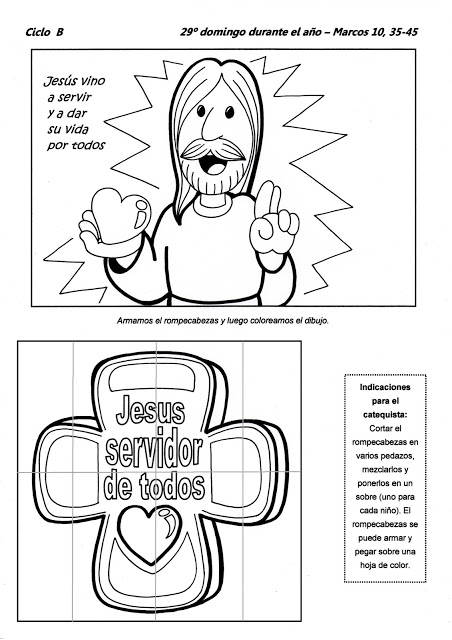 Ciclo B
29º domingo durante el año – Marcos 10, 35-45
Jesús vino
a servir
y a dar
su vida
por todos
Armamos el rompecabezas y luego coloreamos el dibujo.
Jesus
servidor
de todos
Indicaciones
para el
catequista:
Cortar el
rompecabezas en
varios pedazos,
mezclarlos y
ponerlos en un
sobre (uno para
cada niño). El
rompecabezas se
puede armar y
pegar sobre una
hoja de color.